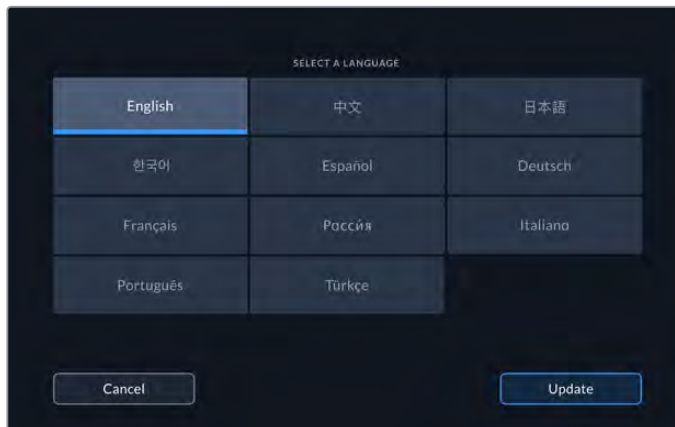 SELECT A LANGUAGE
English 中文 日本語
한국어 Español Deutsch
Français Россия Italiano
Português Türkçe
Cancel Update